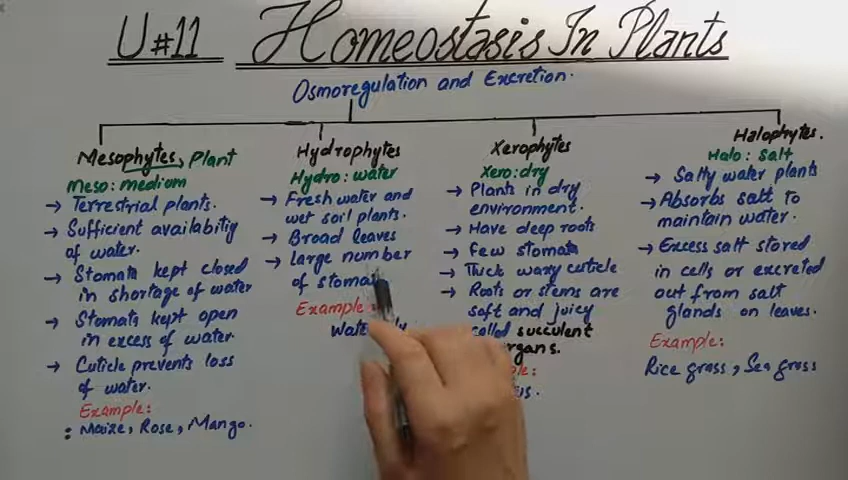 U#11 Homeostasis In Plants
Osmoregulation and Excretion.
Mesophytes, Plant
Meso: medium
→ Terrestrial plants.
→ Sufficient availability
of water.
→ Stomata kept closed
in shortage of water
→ Stomata kept open
in excess of water.
→ Cuticle prevents loss
of water.
Example:
: Maize, Rose, Mango.
Hydrophytes
Hydro: water
→ Fresh water and
wet soil plants.
→ Broad leaves
→ Large number
of
Example
Xerophytes
Xero: dry
→ Plants in dry
environment.
→ Have deep roots
→ Few stomata
→ Thick waxy cuticle
→ Roots or stems are
soft and juicy
called succulent
organs.
Halophytes.
Halo: salt
→ Salty water plants
→ Absorbs salt to
maintain water.
→ Excess salt stored
in cells or excreted
out from salt
glands on leaves.
Example:
Rice grass, Sea grass